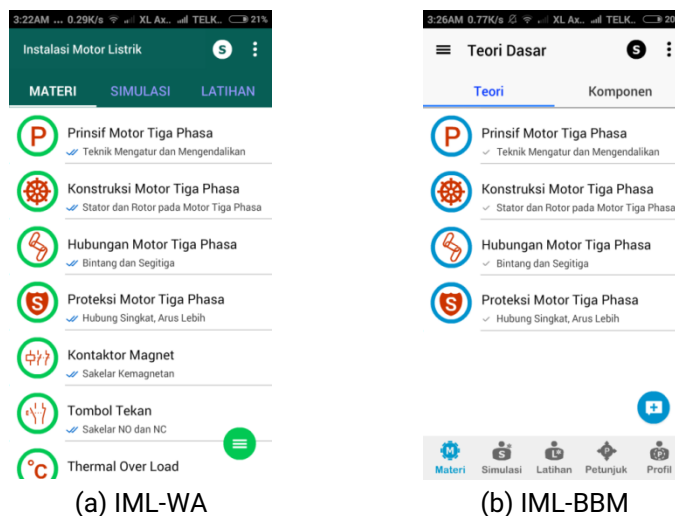 3:22AM ... 0.29K/s XL Ax.. TELK.. 21%
Instalasi Motor Listrik S
MATERI SIMULASI LATIHAN
P Prinsif Motor Tiga Phasa
Teknik Mengatur dan Mengendalikan
Konstruksi Motor Tiga Phasa
Stator dan Rotor pada Motor Tiga Phasa
Hubungan Motor Tiga Phasa
Bintang dan Segitiga
S Proteksi Motor Tiga Phasa
Hubung Singkat, Arus Lebih
Kontaktor Magnet
Sakelar Kemagnetan
Tombol Tekan
Sakelar NO dan NC
°C Thermal Over Load
(a) IML-WA
3:26AM 0.77K/s XL Ax.. TELK.. 20
Teori Dasar S
Teori Komponen
P Prinsif Motor Tiga Phasa
Teknik Mengatur dan Mengendalikan
Konstruksi Motor Tiga Phasa
Stator dan Rotor pada Motor Tiga Phasa
Hubungan Motor Tiga Phasa
Bintang dan Segitiga
S Proteksi Motor Tiga Phasa
Hubung Singkat, Arus Lebih
M S L P P
Materi Simulasi Latihan Petunjuk Profil
(b) IML-BBM